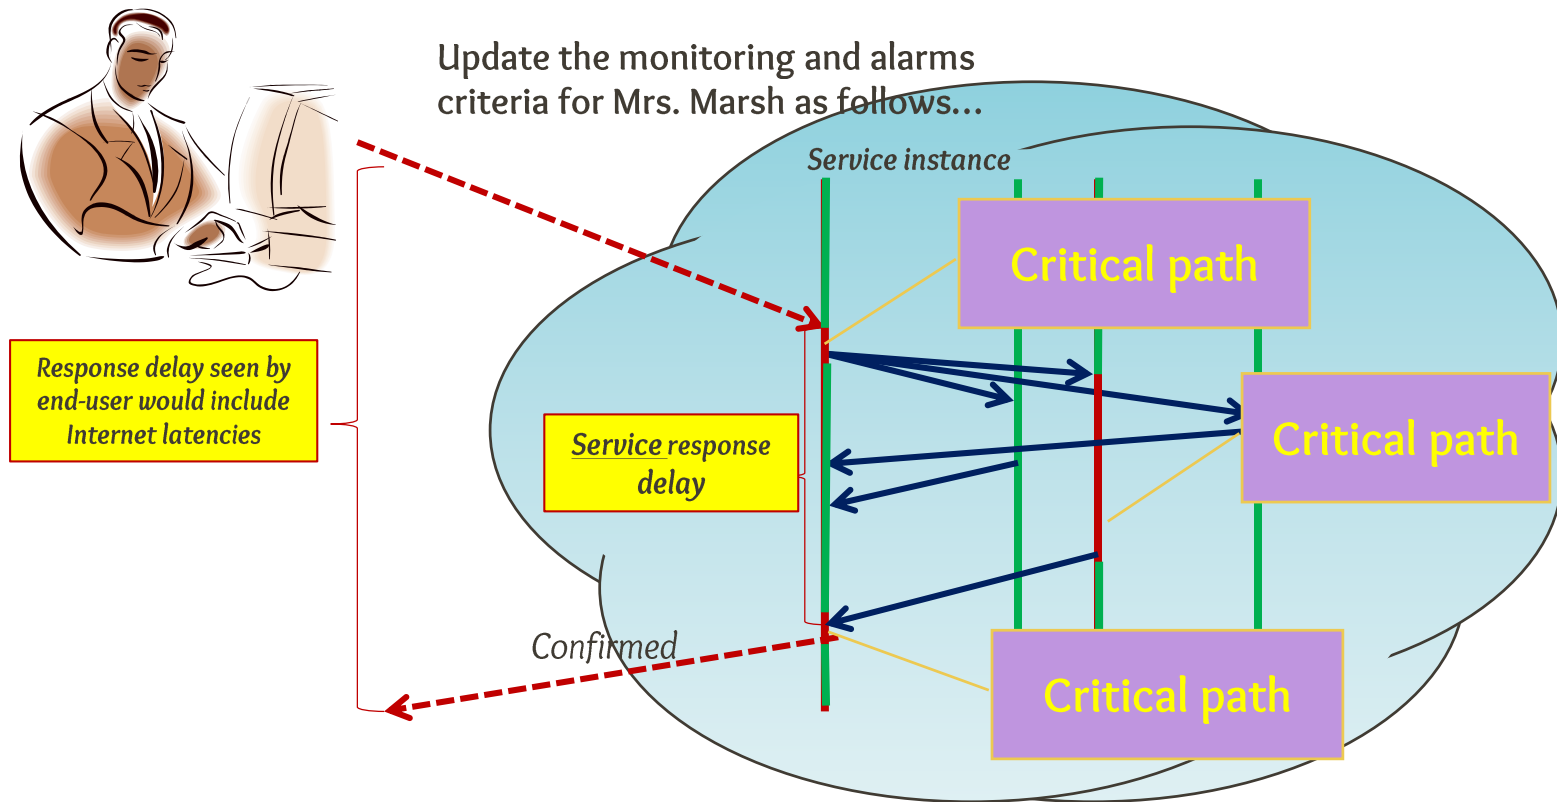 Update the monitoring and alarms
criteria for Mrs. Marsh as follows…
Service instance
Critical path
Response delay seen by
end-user would include
Internet latencies
Service response
delay
Critical path
Confirmed
Critical path